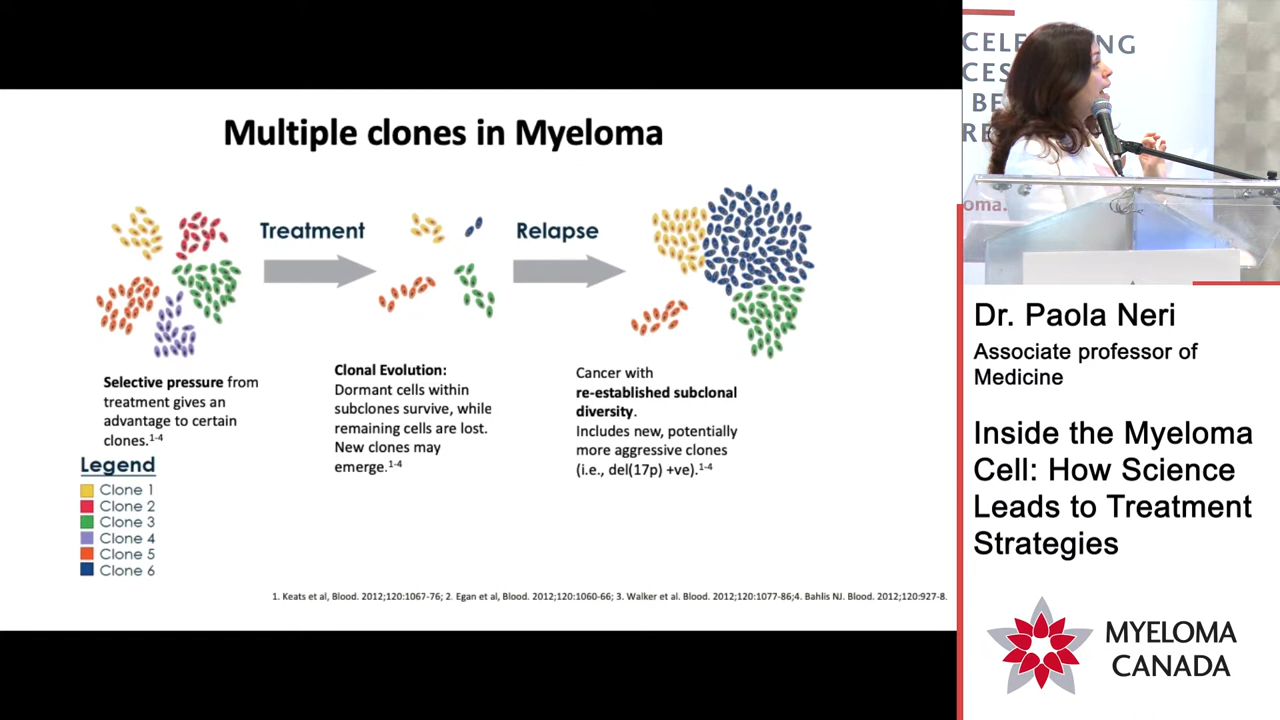 Multiple clones in Myeloma
Treatment
Relapse
Selective pressure from
treatment gives an
advantage to certain
clones.1-4
Clonal Evolution:
Dormant cells within
subclones survive, while
remaining cells are lost.
New clones may
emerge.1-4
Cancer with
re-established subclonal
diversity.
Includes new, potentially
more aggressive clones
(i.e., del(17p) +ve).1-4
Legend
Clone 1
Clone 2
Clone 3
Clone 4
Clone 5
Clone 6
1. Keats et al, Blood. 2012;120:1067-76; 2. Egan et al, Blood. 2012;120:1060-66; 3. Walker et al. Blood. 2012;120:1077-86;4. Bahlis NJ. Blood. 2012;120:927-8.
CELE NG
CES
BE
RE
oma.
Dr. Paola Neri
Associate professor of
Medicine
Inside the Myeloma
Cell: How Science
Leads to Treatment
Strategies
MYELOMA
CANADA